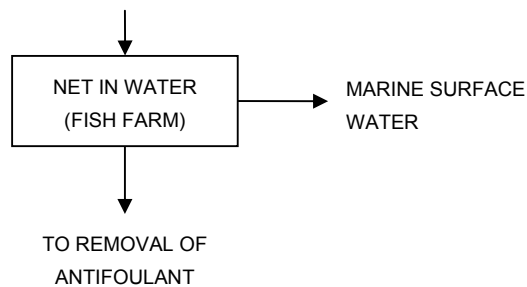 NET IN WATER
(FISH FARM)
MARINE SURFACE
WATER
TO REMOVAL OF
ANTIFOULANT